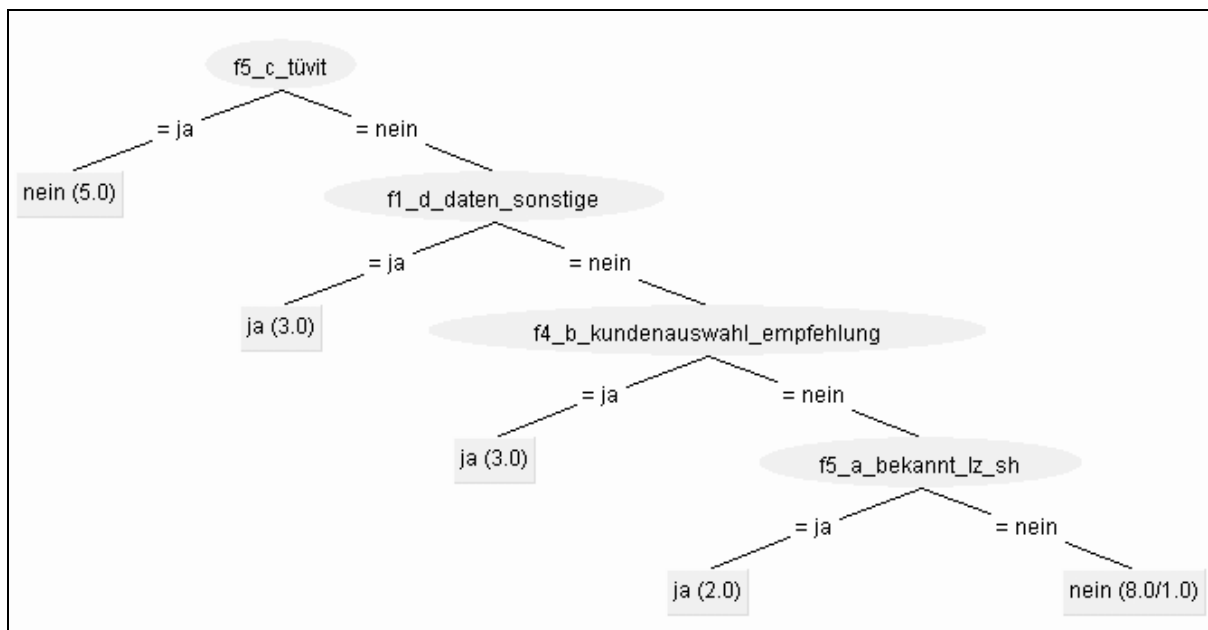 f5_c_tüvit
= ja
= nein
nein (5.0)
f1_d_daten_sonstige
= ja
= nein
ja (3.0)
f4_b_kundenauswahl_empfehlung
= ja
= nein
ja (3.0)
f5_a_bekannt_lz_sh
= ja
= nein
ja (2.0)
nein (8.0/1.0)